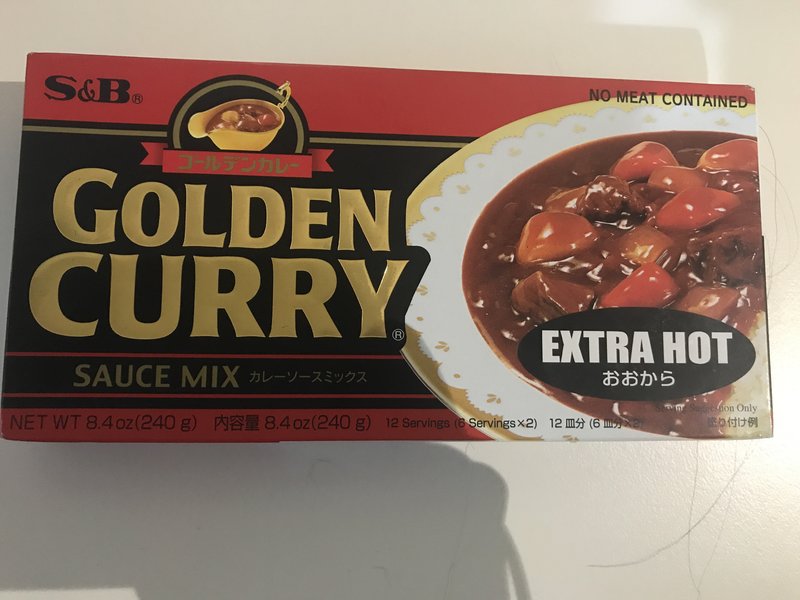 S&B®
NO MEAT CONTAINED
ゴールデンカレー
GOLDEN
CURRY®
EXTRA HOT
おおから
SAUCE MIX カレーソースミックス
Serving Suggestion Only
盛り付け例
NET WT 8.4 oz (240 g) 内容量 8.4 oz (240 g) 12 Servings (6 Servings×2) 12 皿分 (6 皿分×2)